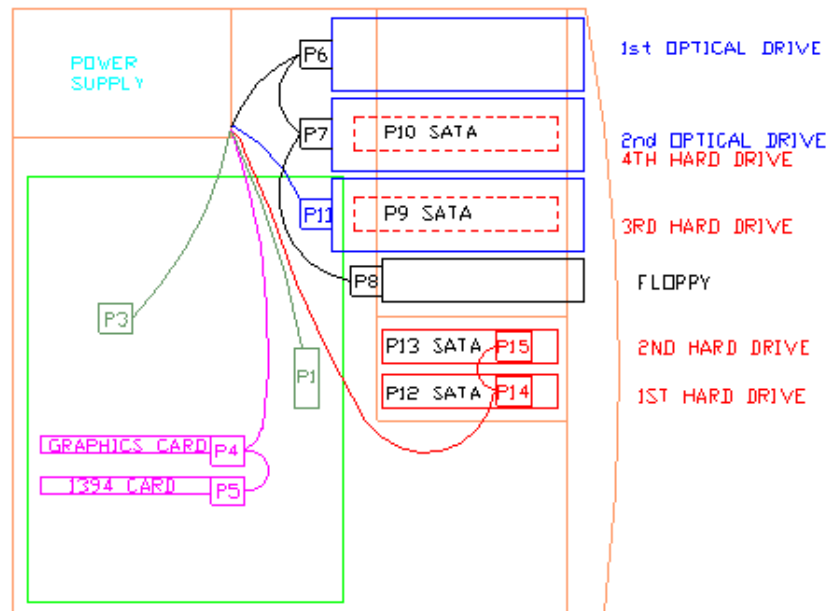 POWER
SUPPLY
P6
1st OPTICAL DRIVE
P7
P10 SATA
2nd OPTICAL DRIVE
4TH HARD DRIVE
P11
P9 SATA
3RD HARD DRIVE
P8
FLOPPY
P3
P13 SATA
P15
2ND HARD DRIVE
P1
P12 SATA
P14
1ST HARD DRIVE
GRAPHICS CARD
P4
1394 CARD
P5